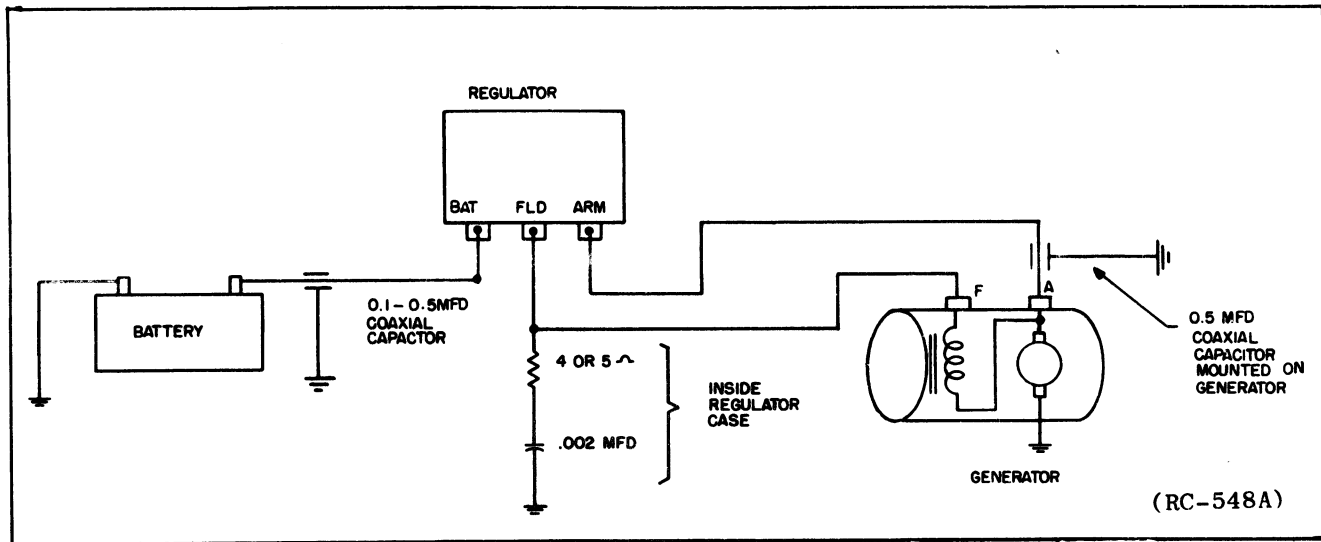 REGULATOR
BAT FLD ARM
BATTERY
0.1-0.5MFD
COAXIAL
CAPACTOR
4 OR 5 Ω
.002 MFD
INSIDE
REGULATOR
CASE
F A
GENERATOR
0.5 MFD
COAXIAL
CAPACITOR
MOUNTED ON
GENERATOR
(RC-548A)